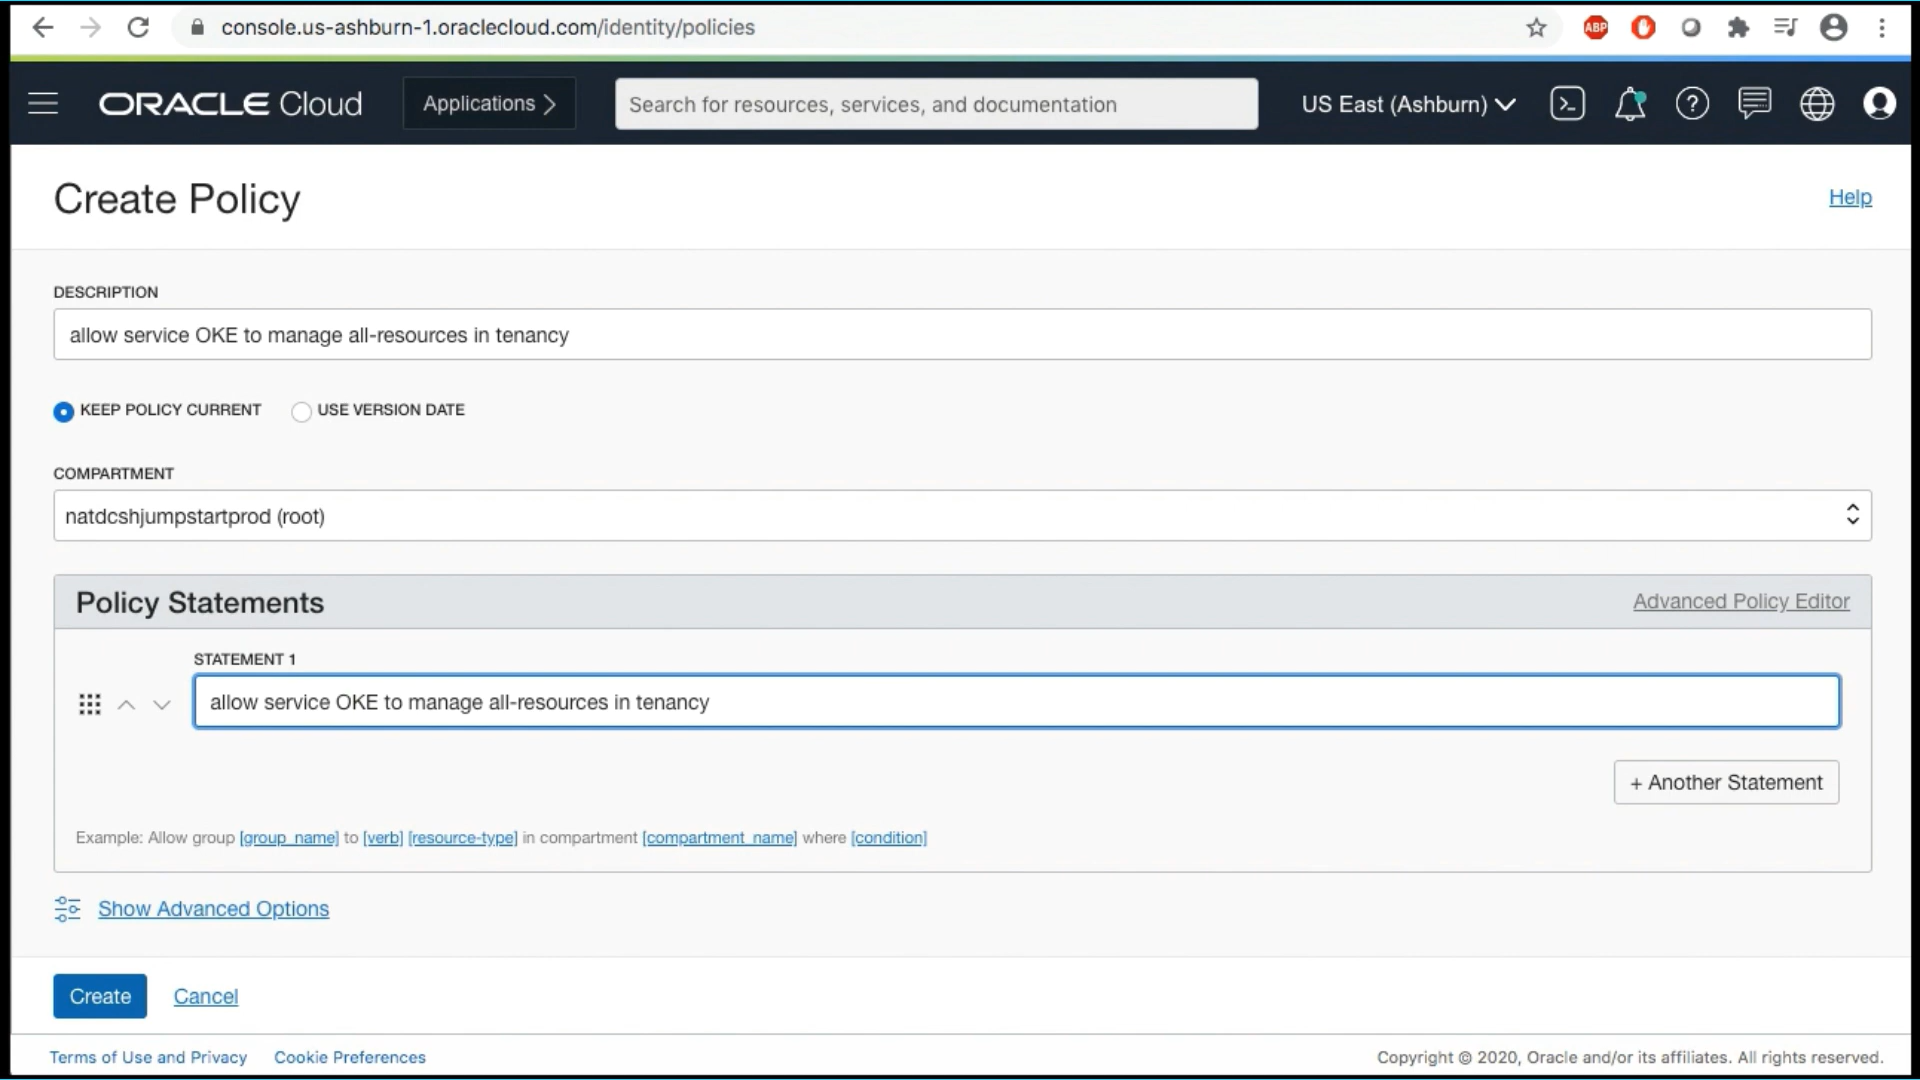 console.us-ashburn-1.oraclecloud.com/identity/policies
ABP
ORACLE Cloud
Applications
Search for resources, services, and documentation
US East (Ashburn)
Create Policy
Help
DESCRIPTION
allow service OKE to manage all-resources in tenancy
KEEP POLICY CURRENT
USE VERSION DATE
COMPARTMENT
natdcshjumpstartprod (root)
Policy Statements
Advanced Policy Editor
STATEMENT 1
allow service OKE to manage all-resources in tenancy
+ Another Statement
Example: Allow group [group_name] to [verb] [resource-type] in compartment [compartment_name] where [condition]
Show Advanced Options
Create
Cancel
Terms of Use and Privacy
Cookie Preferences
Copyright © 2020, Oracle and/or its affiliates. All rights reserved.